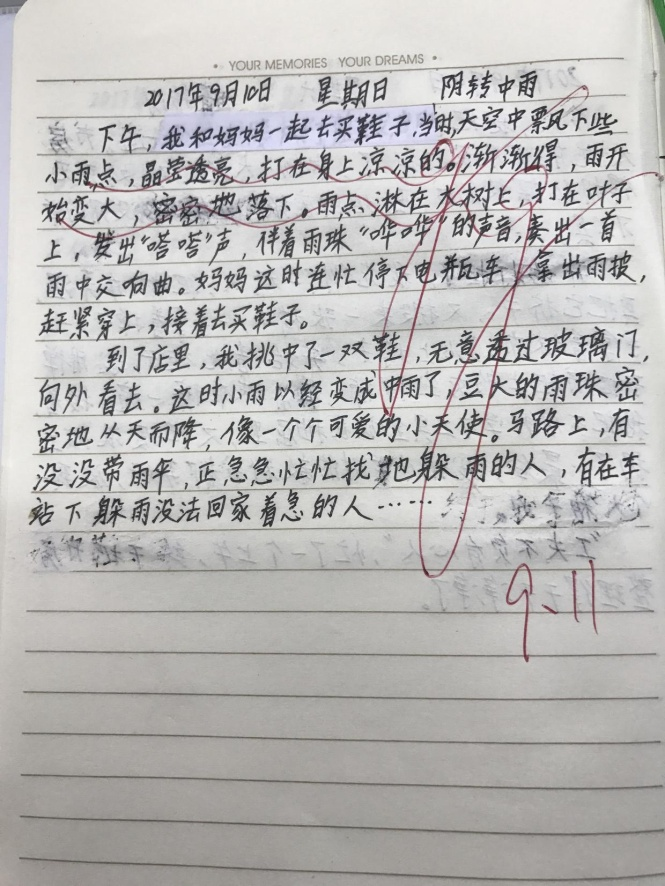 YOUR MEMORIES YOUR DREAMS
2017年9月10日 星期日 阴转中雨
下午，我和妈妈一起去买鞋子，当时，天空中飘下些
小雨点，晶莹透亮，打在身上凉凉的。渐渐得，雨开
始变大，密密地落下。雨点淋在大树上，打在叶子
上，发出“嗒嗒”声，伴着雨珠“哗哗”的声音，奏出一首
雨中交响曲。妈妈这时连忙停下电瓶车，拿出雨披，
赶紧穿上，接着去买鞋子。
到了店里，我挑中了一双鞋，无意透过玻璃门，
向外看去。这时小雨以经变成中雨了，豆大的雨珠密
密地从天而降，像一个个可爱的小天使。马路上，有
没没带雨伞，正急急忙忙找地躲雨的人，有在车
站下躲雨没法回家着急的人……
9、11